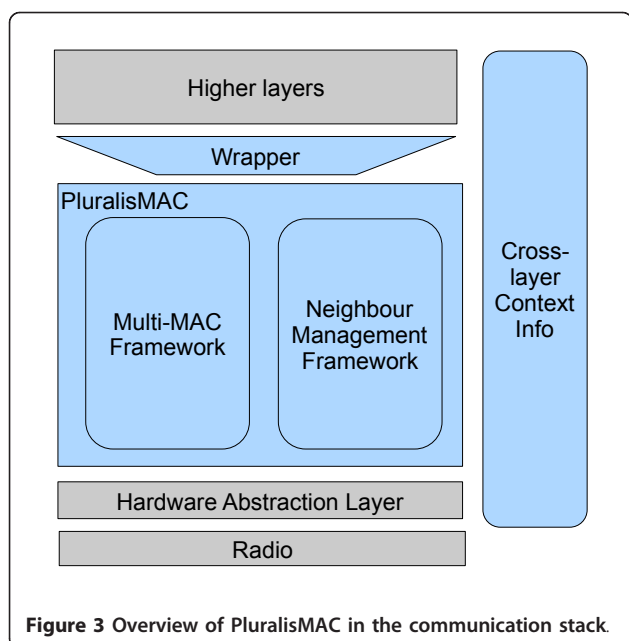 Higher layers
Wrapper
PluralisMAC
Multi-MAC
Framework
Neighbour
Management
Framework
Cross-
layer
Context
Info
Hardware Abstraction Layer
Radio
Figure 3 Overview of PluralisMAC in the communication stack.